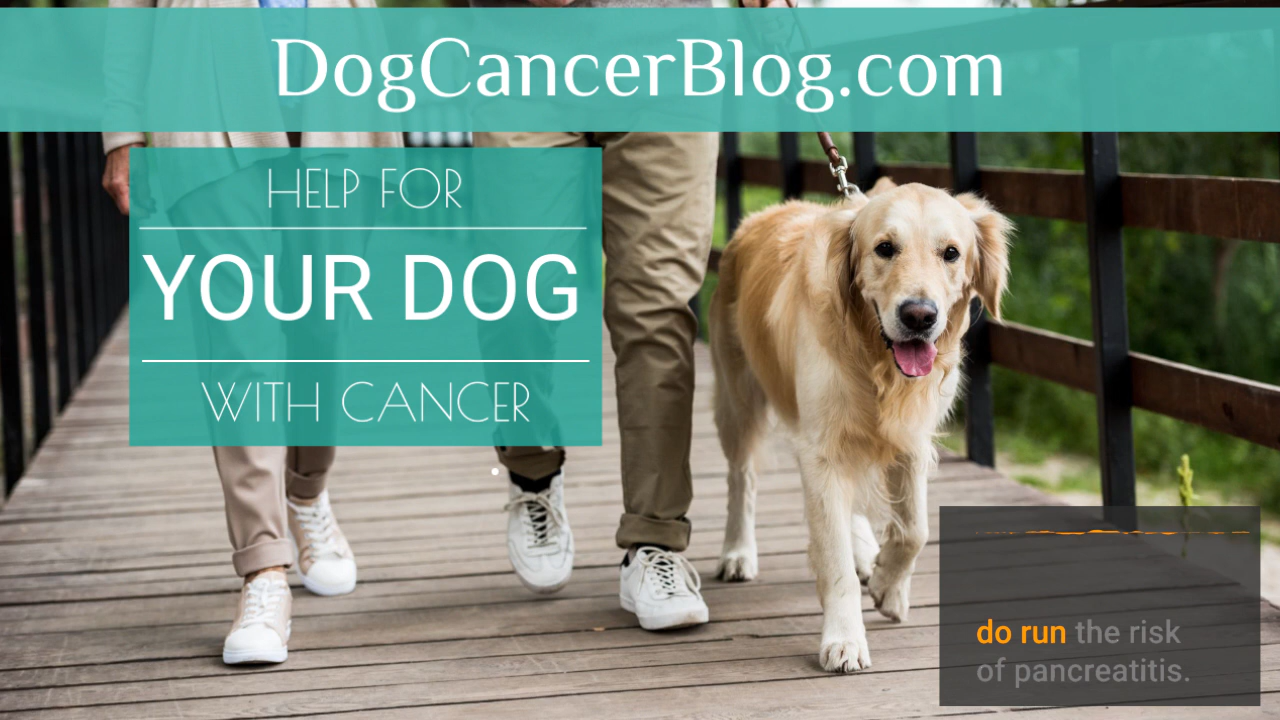 DogCancerBlog.com
HELP FOR
YOUR DOG
WITH CANCER
do run the risk
of pancreatitis.